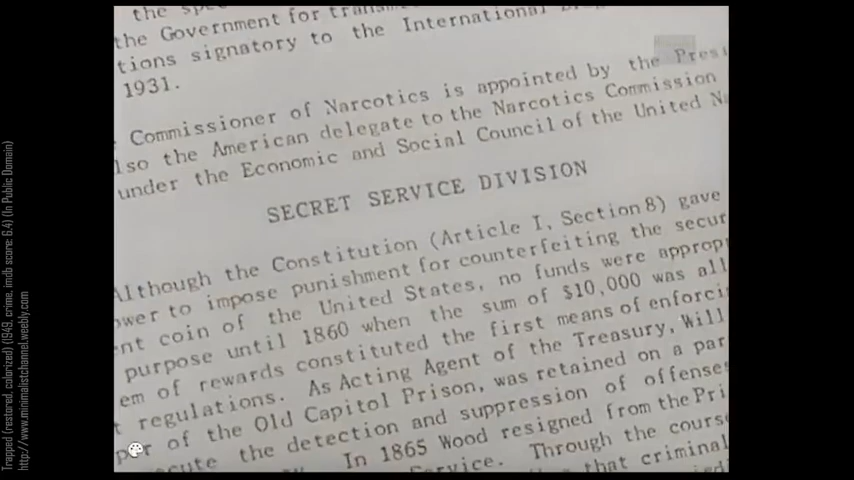 the
the Government for
tions signatory to the International
1931.
Commissioner of Narcotics is appointed by the Presi
lso the American delegate to the Narcotics Commission
under the Economic and Social Council of the United Na
SECRET SERVICE DIVISION
Although the Constitution (Article I, Section 8) gave
ower to impose punishment for counterfeiting the secur
nt coin of the United States, no funds were approp
purpose until 1860 when the sum of $10,000 was all
em of rewards constituted the first means of enforci
t regulations. As Acting Agent of the Treasury, Will
of the Old Capitol Prison, was retained on a par
cute the detection and suppression of offenses
In 1865 Wood resigned from the Pri
Service. Through the course
that criminal
Trapped (restored, colorized) (1949, crime, imdb score: 6.4) (In Public Domain)
http://www.minimalistchannel.weebly.com